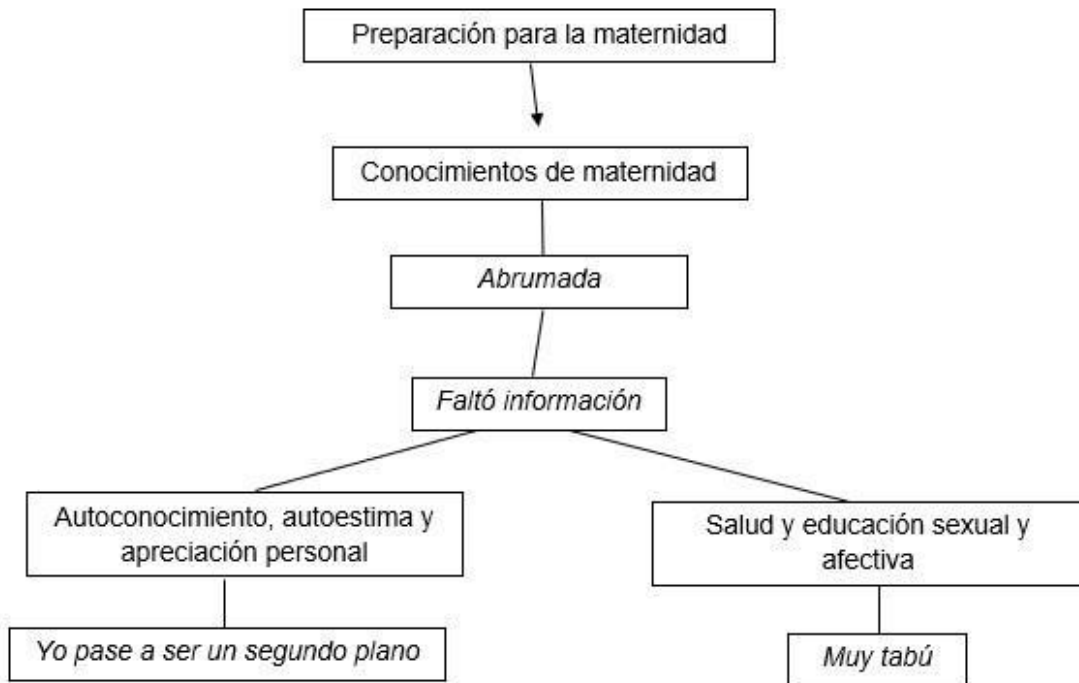 Preparación para la maternidad
Conocimientos de maternidad
Abrumada
Faltó información
Autoconocimiento, autoestima y
apreciación personal
Salud y educación sexual y
afectiva
Yo pase a ser un segundo plano
Muy tabú